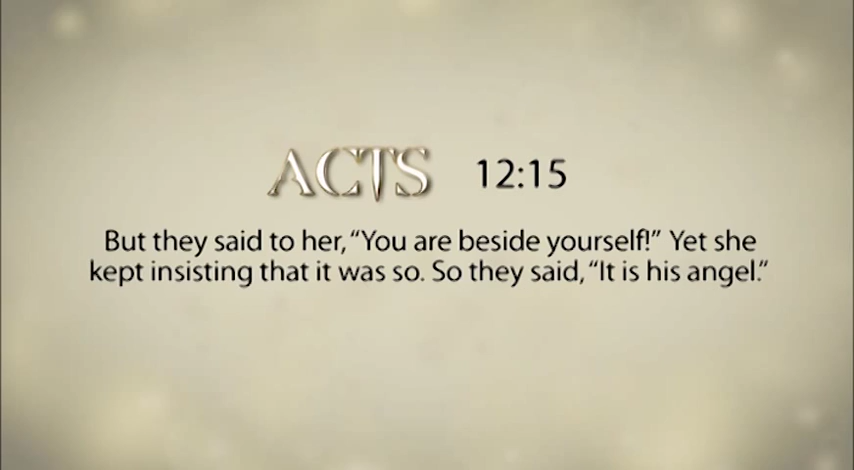 ACTS 12:15
But they said to her, “You are beside yourself!” Yet she
kept insisting that it was so. So they said, “It is his angel.”